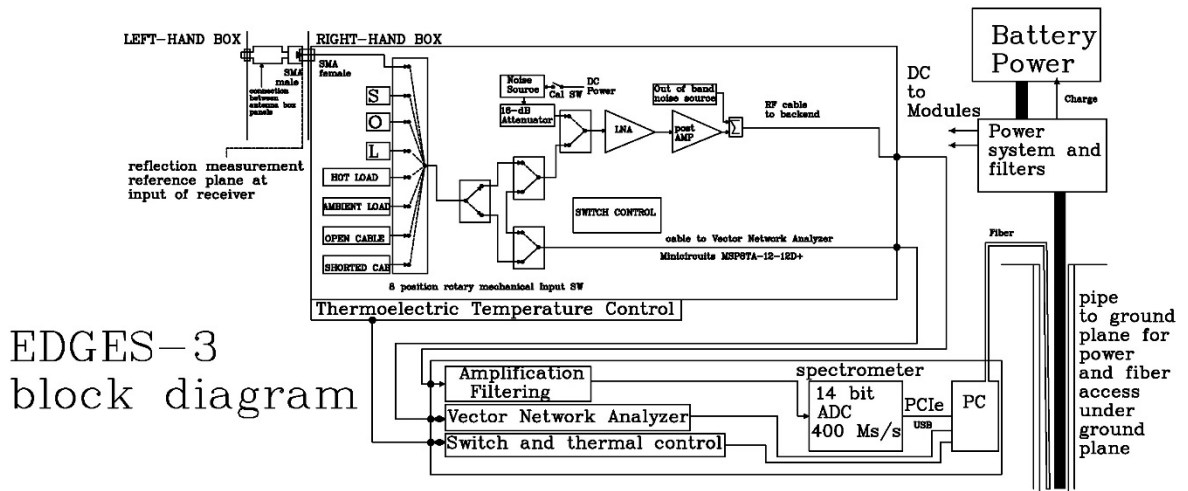 LEFT-HAND BOX
RIGHT-HAND BOX
SMA
male
SMA
female
connection
between
antenna box
panels
reflection measurement
reference plane at
input of receiver
S
O
L
HOT LOAD
AMBIENT LOAD
OPEN CABLE
SHORTED CAB
8 position rotary mechanical Input SW
Noise
Source
Cal SW
DC
Power
16-dB
Attenuator
LNA
Out of band
noise source
post
AMP
Σ
RF cable
to backend
SWITCH CONTROL
cable to Vector Network Analyzer
Minicircuits MSP6TA-12-12D+
Thermoelectric Temperature Control
DC
to
Modules
Battery
Power
Charge
Power
system and
filters
Fiber
pipe
to ground
plane for
power
and fiber
access
under
ground
plane
EDGES-3
block diagram
Amplification
Filtering
Vector Network Analyzer
Switch and thermal control
spectrometer
14 bit
ADC
400 Ms/s
PCIe
USB
PC